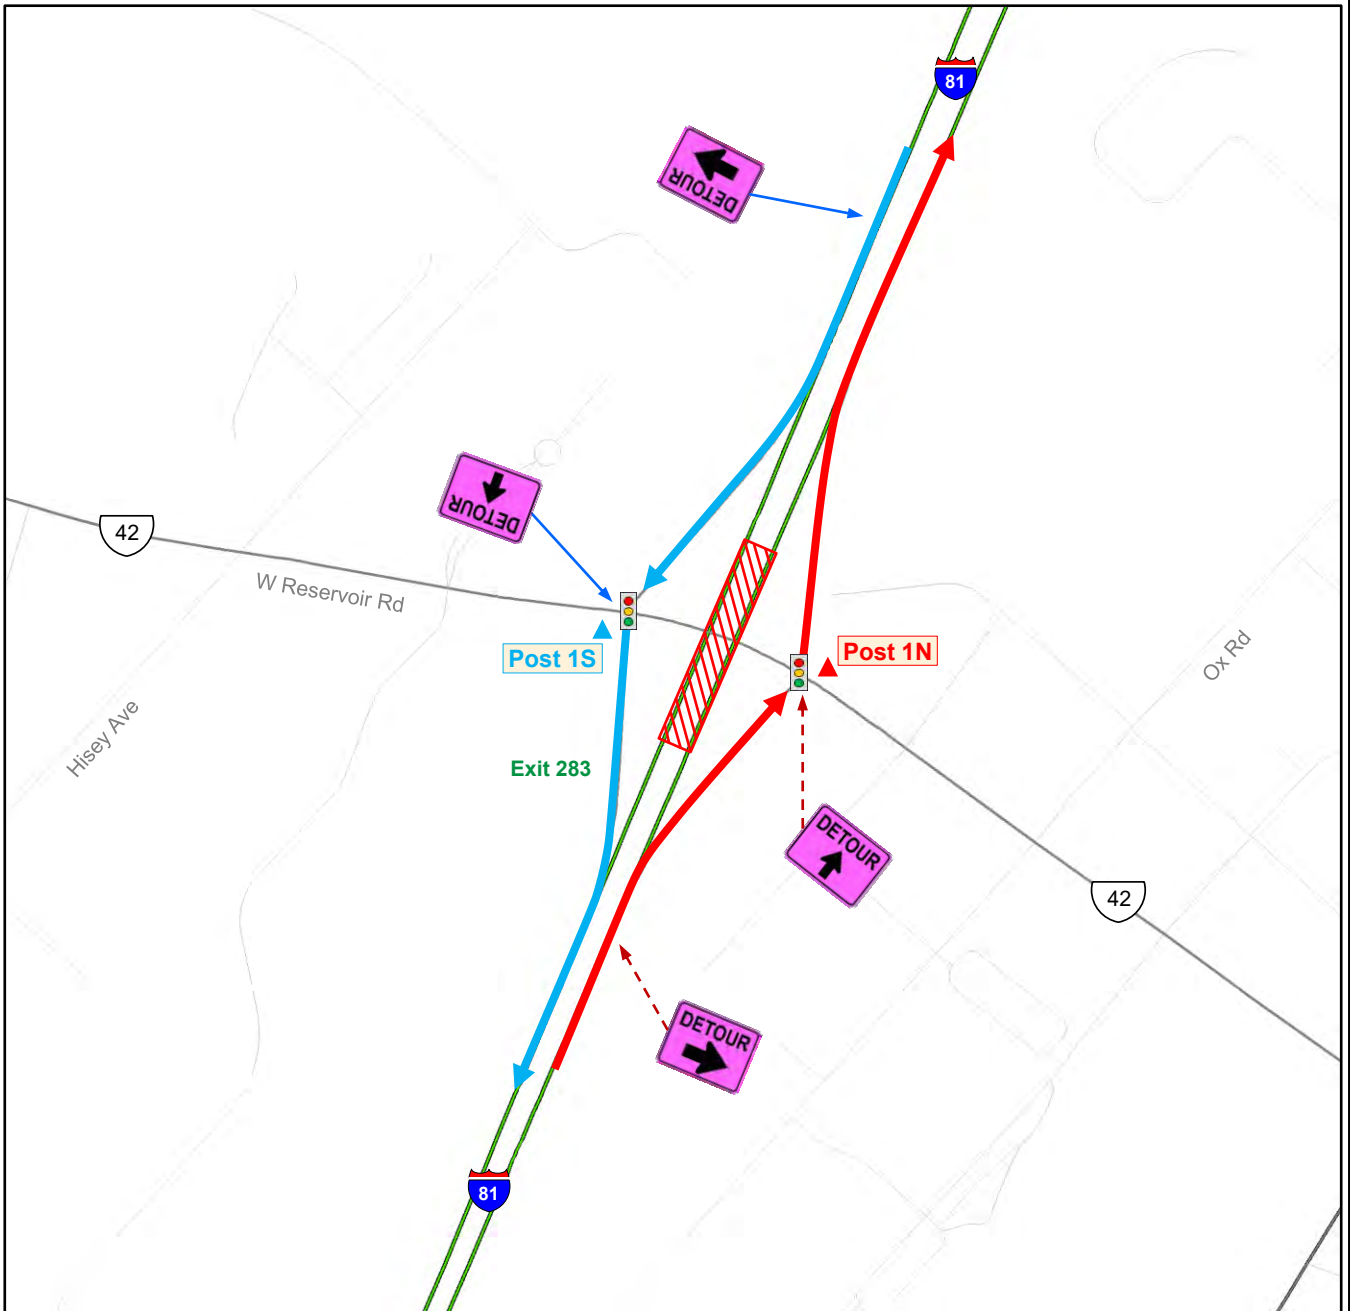 81
DETOUR
DETOUR
42
W Reservoir Rd
Post 1S
Post 1N
Ox Rd
Hisey Ave
Exit 283
DETOUR
42
DETOUR
81